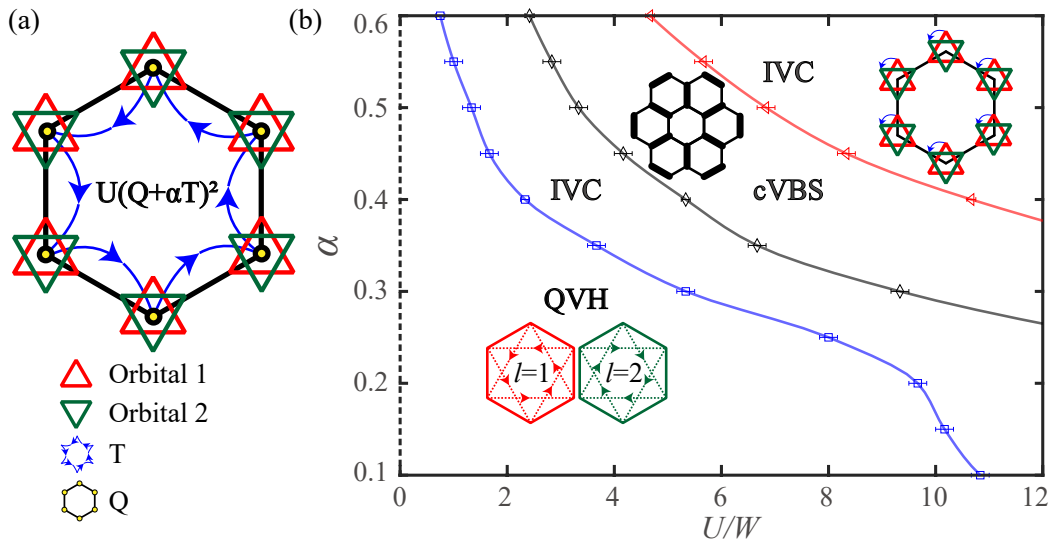 (a)
U(Q+αT)²
Orbital 1
Orbital 2
T
Q
(b)
α
0.6
0.5
0.4
0.3
0.2
0.1
IVC
IVC
cVBS
QVH
l=1
l=2
0
2
4
6
8
10
12
U/W